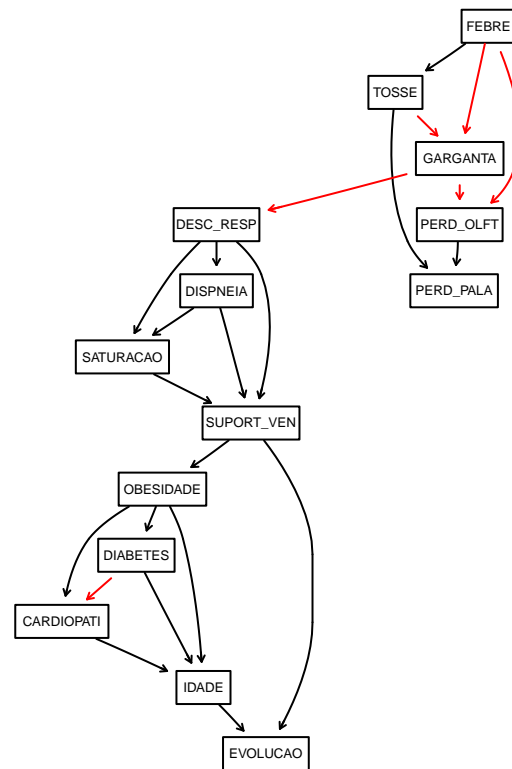 FEBRE
TOSSE
GARGANTA
DESC_RESP
PERD_OLFT
DISPNEIA
PERD_PALA
SATURACAO
SUPORT_VEN
OBESIDADE
DIABETES
CARDIOPATI
IDADE
EVOLUCAO